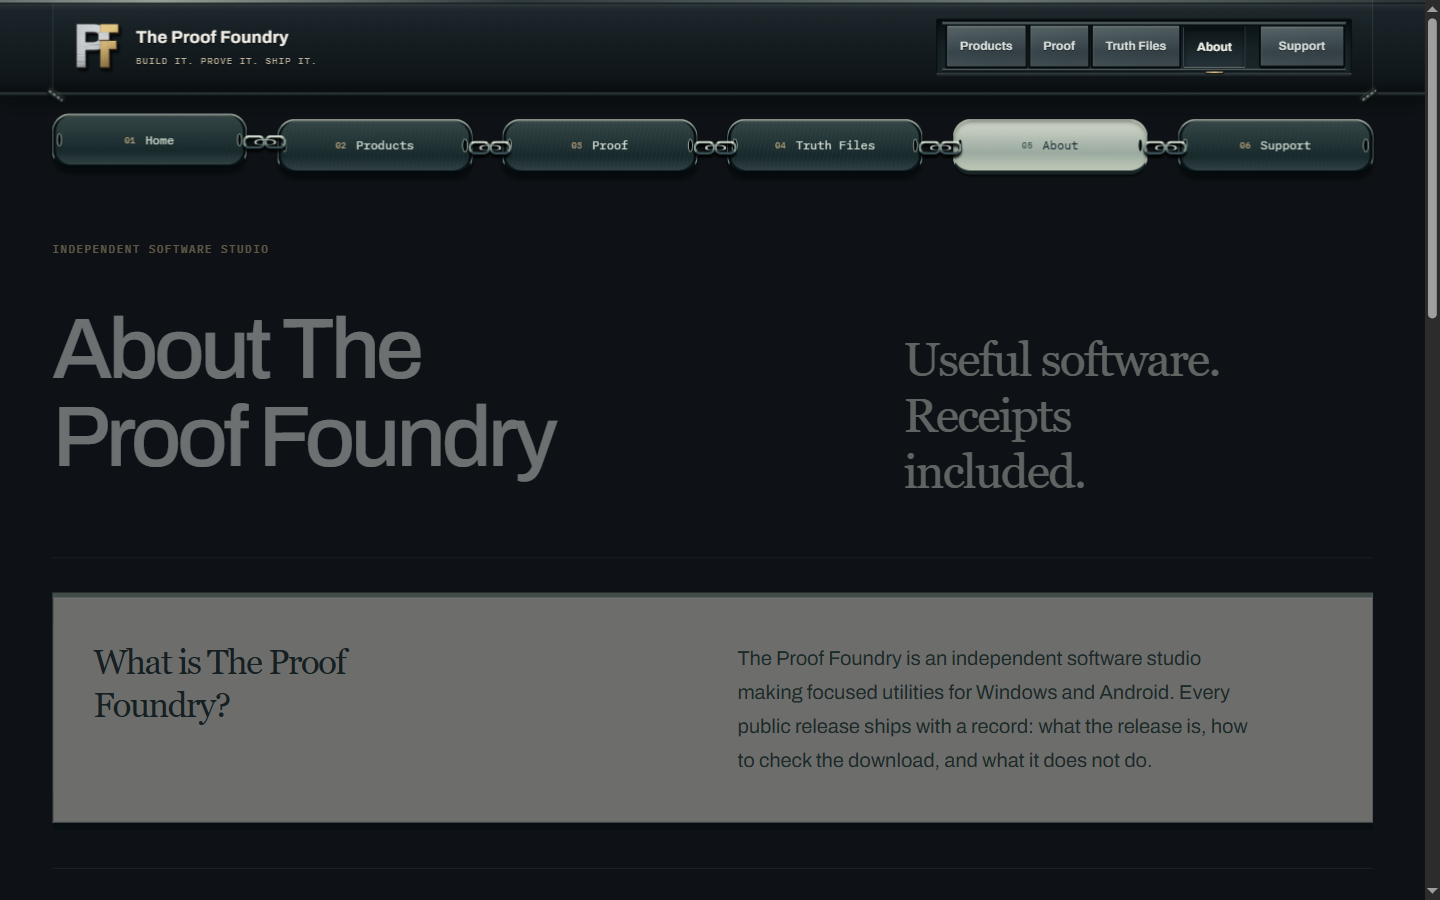 The Proof Foundry
BUILD IT. PROVE IT. SHIP IT.
Products
Proof
Truth Files
About
Support
01 Home
02 Products
03 Proof
04 Truth Files
05 About
06 Support
INDEPENDENT SOFTWARE STUDIO
About The
Proof Foundry
Useful software.
Receipts
included.
What is The Proof
Foundry?
The Proof Foundry is an independent software studio
making focused utilities for Windows and Android. Every
public release ships with a record: what the release is, how
to check the download, and what it does not do.